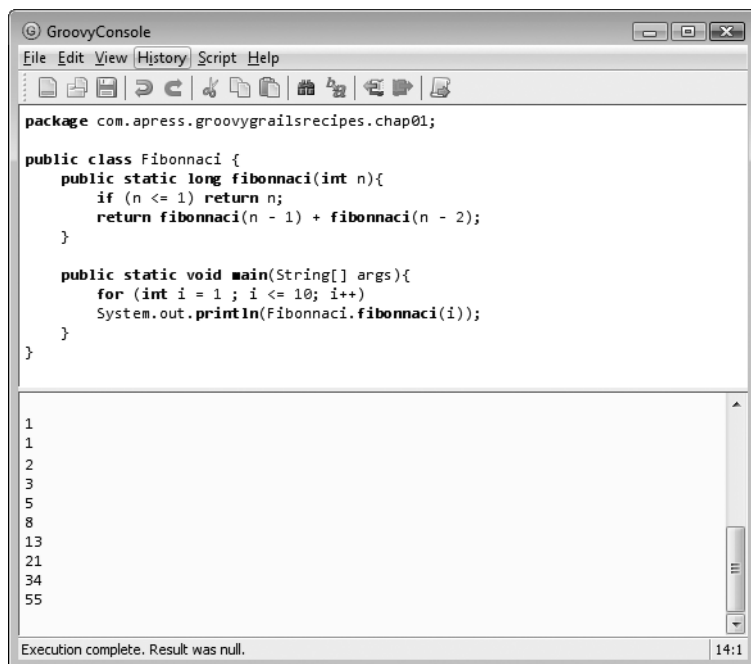 GroovyConsole
File Edit View History Script Help
package com.apress.groovygrailsrecipes.chap01;
public class Fibonnaci {
    public static long fibonnaci(int n){
        if (n <= 1) return n;
        return fibonnaci(n - 1) + fibonnaci(n - 2);
    }
    public static void main(String[] args){
        for (int i = 1 ; i <= 10; i++)
        System.out.println(Fibonnaci.fibonnaci(i));
    }
}
1
1
2
3
5
8
13
21
34
55
Execution complete. Result was null. 14:1